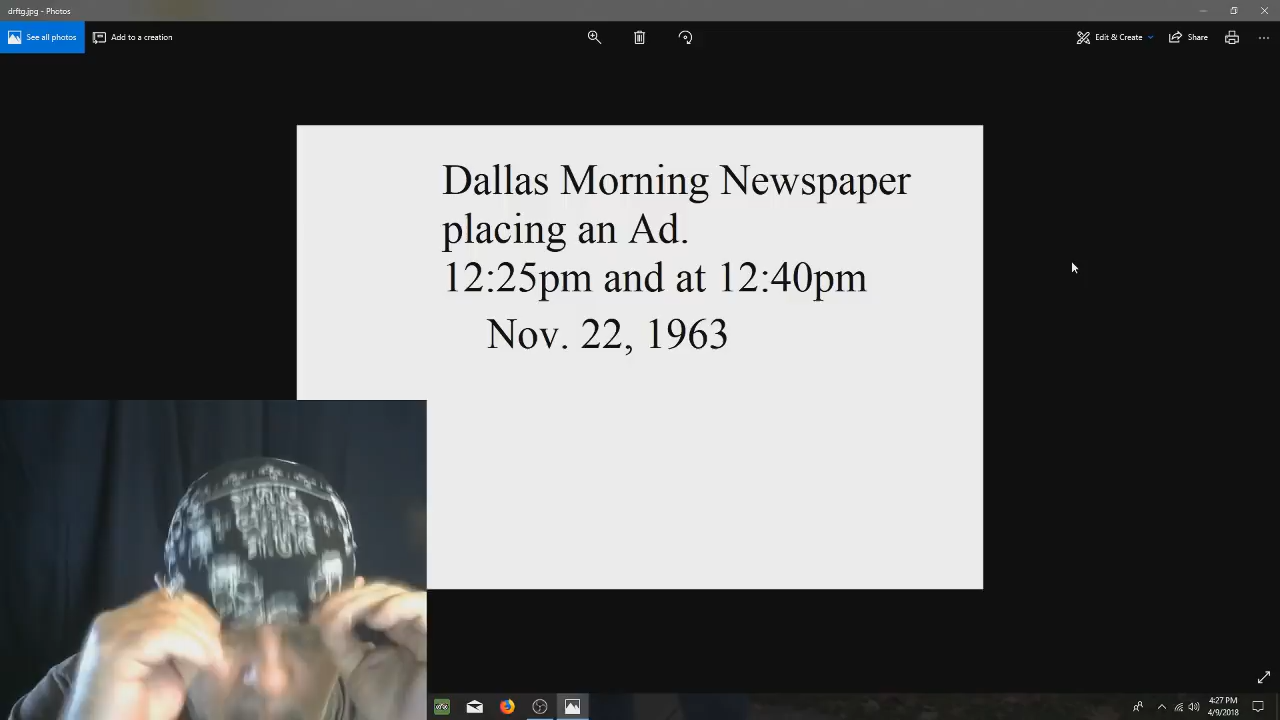 drftg.jpg - Photos
See all photos
Add to a creation
Edit & Create
Share
Dallas Morning Newspaper
placing an Ad.
12:25pm and at 12:40pm
Nov. 22, 1963
4:27 PM
4/9/2018